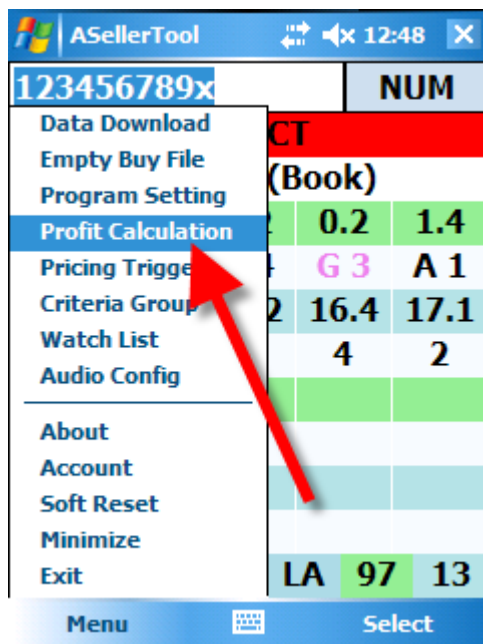 ASellerTool 12:48
123456789x NUM
Data Download
CT
Empty Buy File
(Book)
Program Setting
Profit Calculation
0.2 1.4
Pricing
G 3 A 1
Criteria Group
2 16.4 17.1
Watch List
4 2
Audio Config
About
Account
Soft Reset
Minimize
Exit
LA 97 13
Menu Select